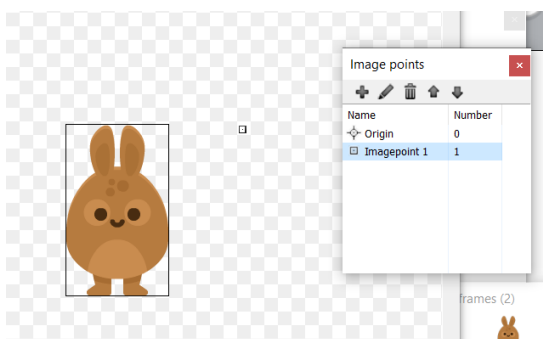 Image points
Name Number
Origin 0
Imagepoint 1 1
frames (2)